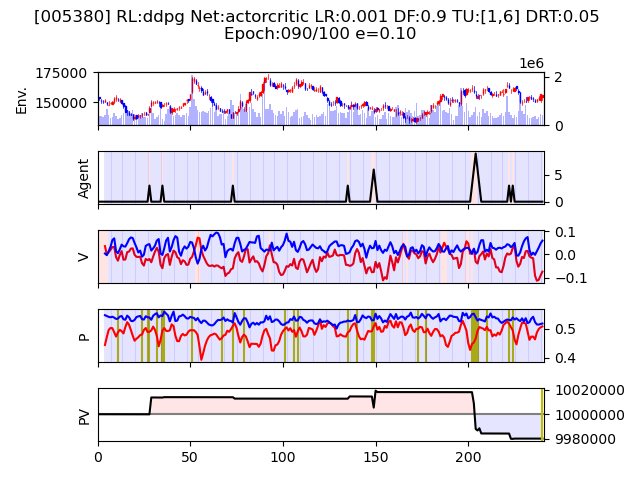 [005380] RL:ddpg Net:actorcritic LR:0.001 DF:0.9 TU:[1,6] DRT:0.05
Epoch:090/100 e=0.10
1e6
175000
150000
Env.
2
0
Agent
5
0
V
0.1
0.0
−0.1
P
0.5
0.4
PV
10020000
10000000
9980000
0 50 100 150 200